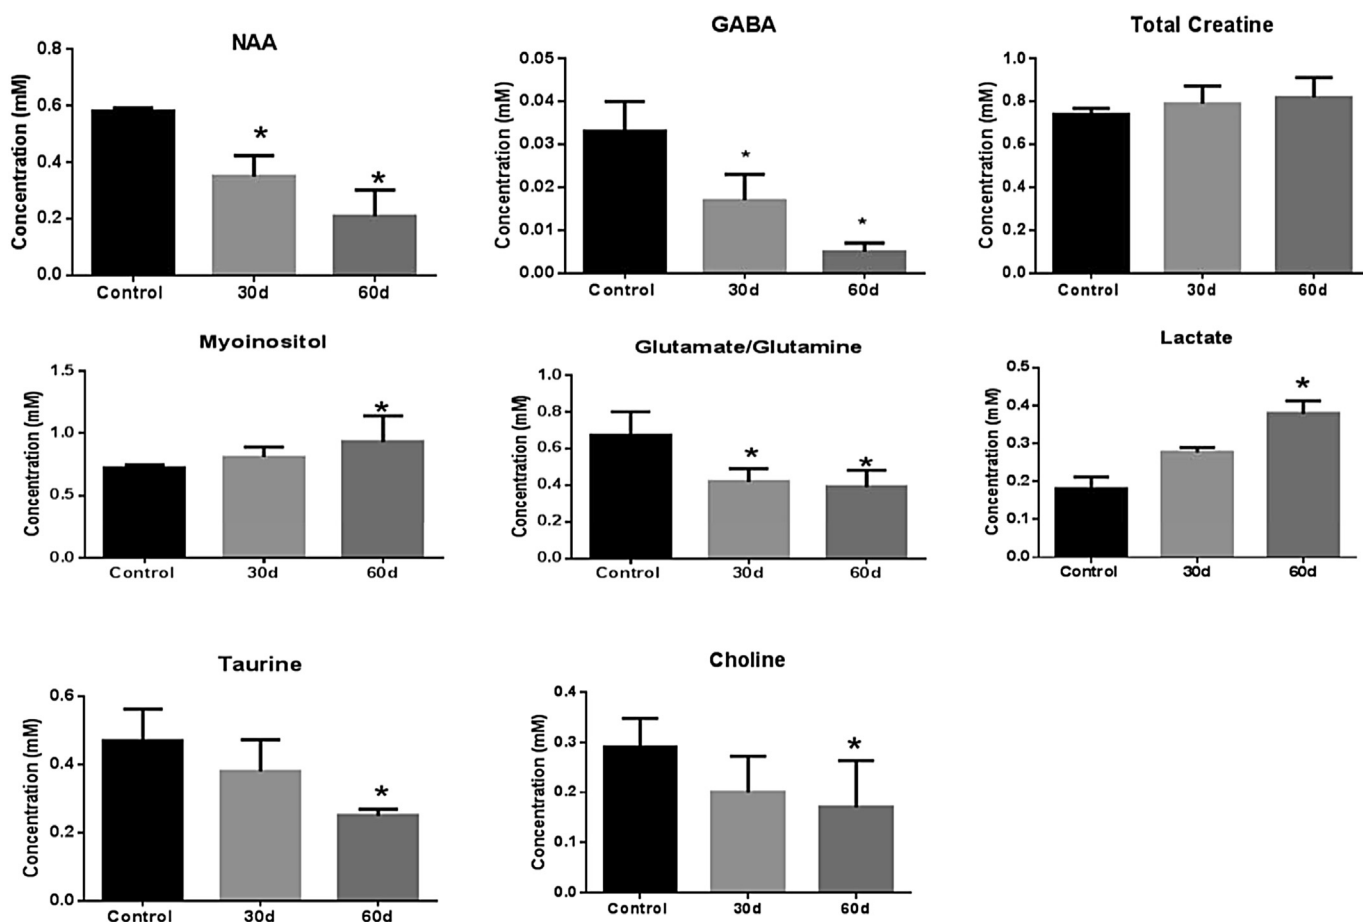 NAA
Concentration (mM)
0.8
0.6
0.4
0.2
0.0
*
*
Control 30d 60d
GABA
Concentration (mM)
0.05
0.04
0.03
0.02
0.01
0.00
*
*
Control 30d 60d
Total Creatine
Concentration (mM)
1.0
0.8
0.6
0.4
0.2
0.0
Control 30d 60d
Myoinositol
Concentration (mM)
1.5
1.0
0.5
0.0
*
Control 30d 60d
Glutamate/Glutamine
Concentration (mM)
1.0
0.8
0.6
0.4
0.2
0.0
*
*
Control 30d 60d
Lactate
Concentration (mM)
0.5
0.4
0.3
0.2
0.1
0.0
*
Control 30d 60d
Taurine
Concentration (mM)
0.6
0.4
0.2
0.0
*
Control 30d 60d
Choline
Concentration (mM)
0.4
0.3
0.2
0.1
0.0
*
Control 30d 60d